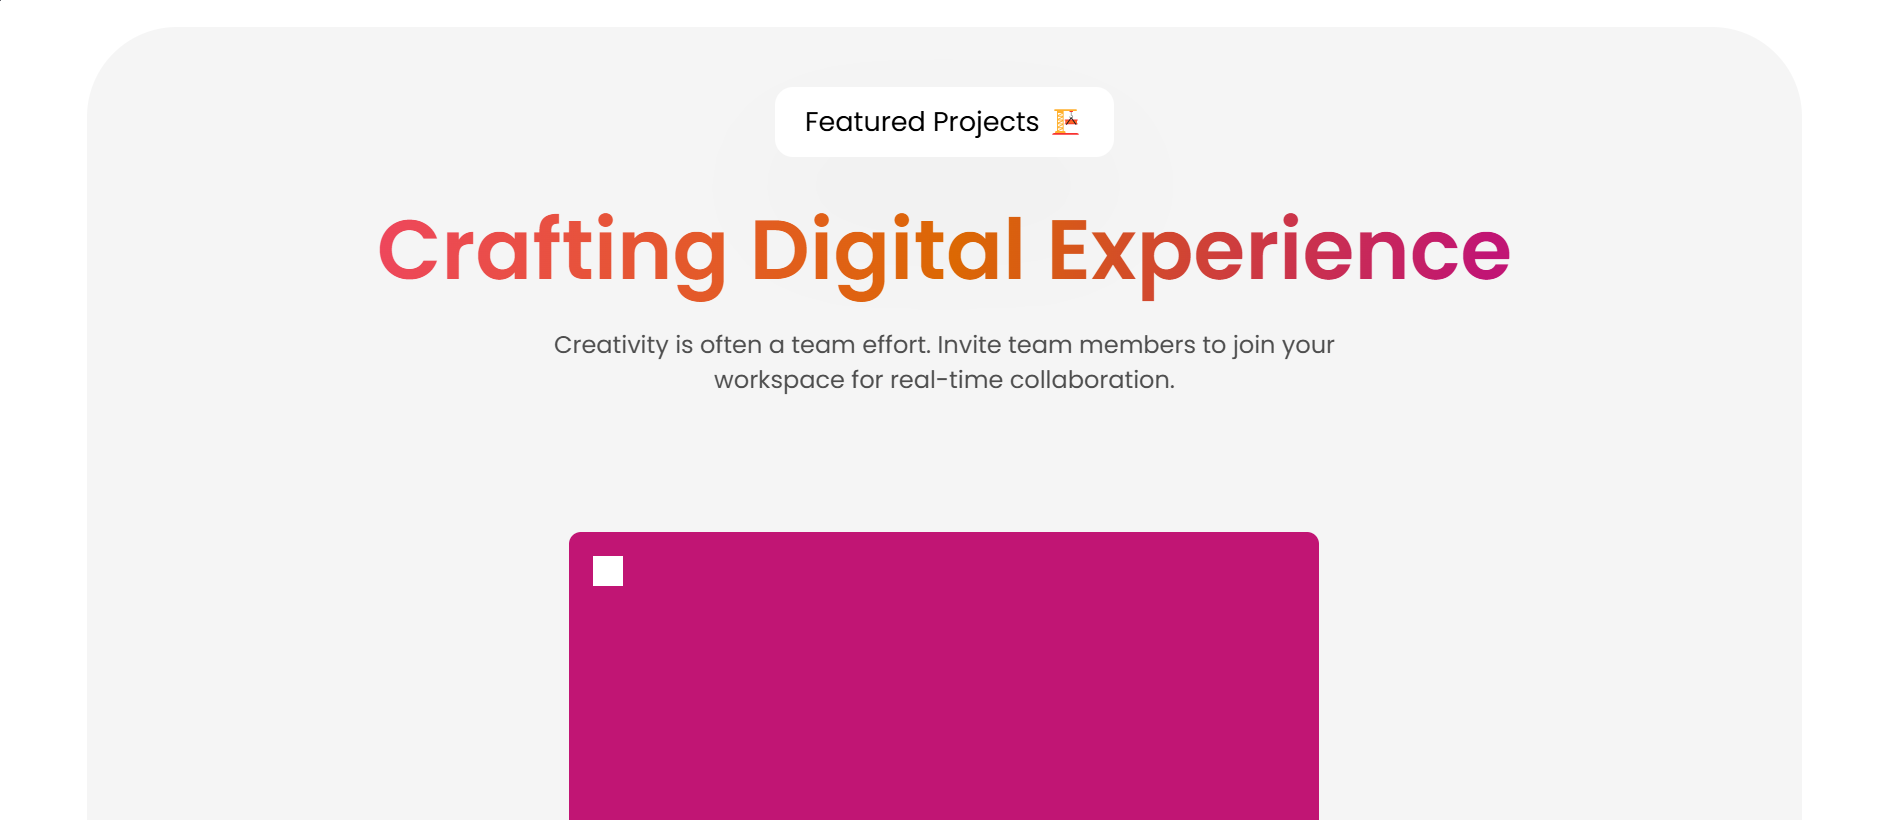 Featured Projects
Crafting Digital Experience
Creativity is often a team effort. Invite team members to join your
workspace for real-time collaboration.